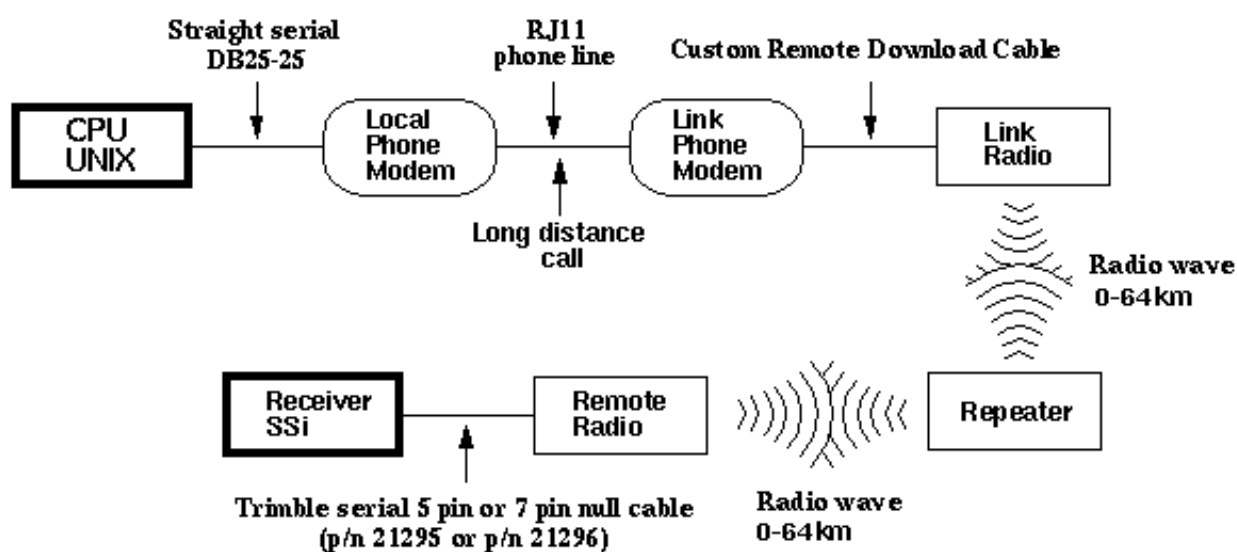 Straight serial
DB25-25
RJ11
phone line
Custom Remote Download Cable
CPU
UNIX
Local
Phone
Modem
Link
Phone
Modem
Link
Radio
Long distance
call
Radio wave
0-64km
Receiver
SSi
Remote
Radio
Repeater
Trimble serial 5 pin or 7 pin null cable
(p/n 21295 or p/n 21296)
Radio wave
0-64km